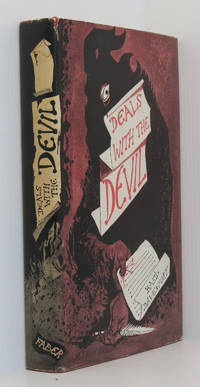 DEALS
WITH THE
DEVIL
DEALS
WITH
THE
DEVIL
FABER